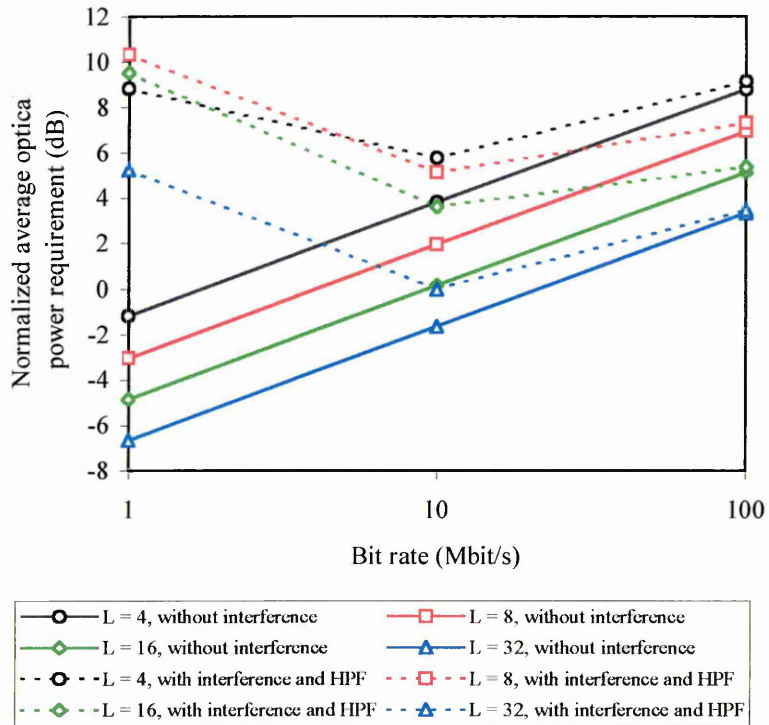 12
10
8
6
4
2
0
-2
-4
-6
-8
Normalized average optica
power requirement (dB)
1
10
100
Bit rate (Mbit/s)
L = 4, without interference
L = 8, without interference
L = 16, without interference
L = 32, without interference
L = 4, with interference and HPF
L = 8, with interference and HPF
L = 16, with interference and HPF
L = 32, with interference and HPF